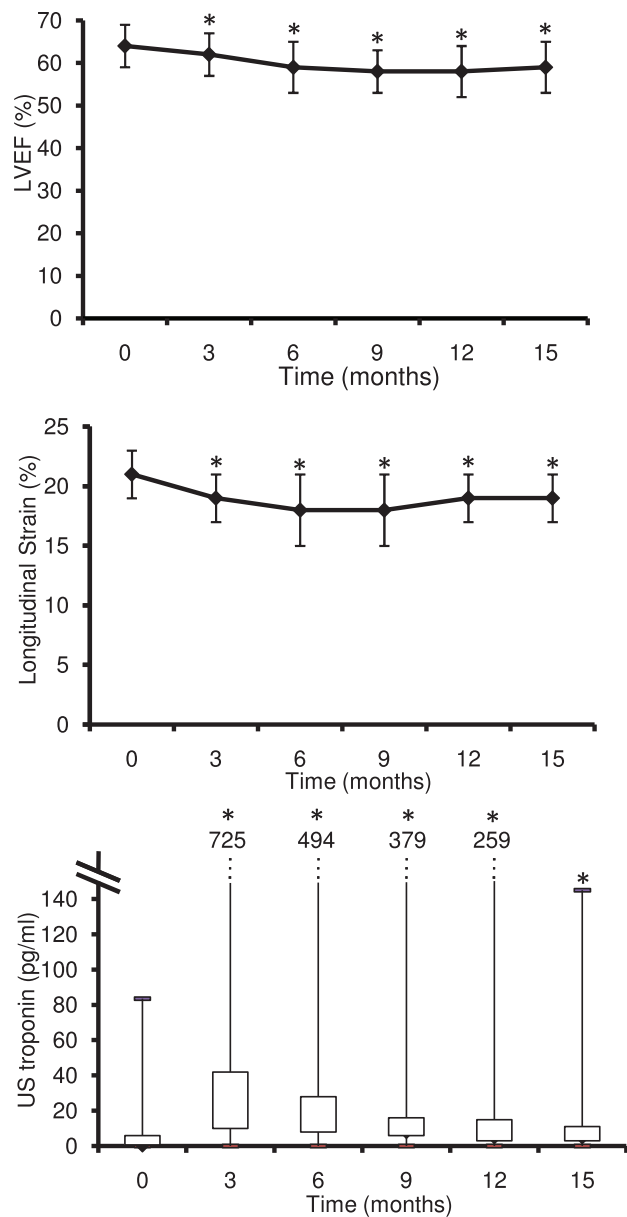 70
60
50
40
30
20
10
0
LVEF (%)
* * * * *
0 3 6 9 12 15
Time (months)
25
20
15
10
5
0
Longitudinal Strain (%)
* * * * *
0 3 6 9 12 15
Time (months)
* * * *
725 494 379 259
*
140
120
100
80
60
40
20
0
US troponin (pg/ml)
0 3 6 9 12 15
Time (months)